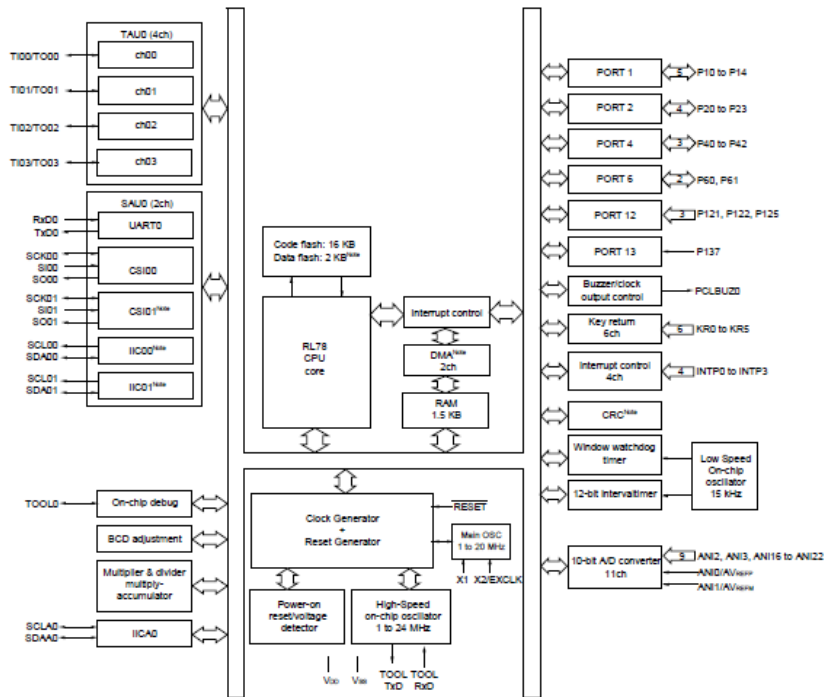 TAU0 (4ch)
TI00/TO00
ch00
TI01/TO01
ch01
TI02/TO02
ch02
TI03/TO03
ch03
SAU0 (2ch)
RxD0
TxD0
UART0
SCK00
SI00
SO00
CSI00
SCK01
SI01
SO01
CSI01Note
SCL00
SDA00
IIC00Note
SCL01
SDA01
IIC01Note
TOOL0
On-chip debug
BCD adjustment
Multiplier & divider
multiply-
accumulator
SCLA0
SDAA0
IICA0
Code flash: 16 KB
Data flash: 2 KBNote
RL78
CPU
core
Interrupt control
DMANote
2ch
RAM
1.5 KB
Clock Generator
+
Reset Generator
RESET
Main OSC
1 to 20 MHz
X1
X2/EXCLK
Power-on
reset/voltage
detector
High-Speed
on-chip oscillator
1 to 24 MHz
VDD
VSS
TOOL
TxD
TOOL
RxD
PORT 1
5
P10 to P14
PORT 2
4
P20 to P23
PORT 4
3
P40 to P42
PORT 6
2
P60, P61
PORT 12
3
P121, P122, P125
PORT 13
P137
Buzzer/clock
output control
PCLBUZ0
Key return
6ch
6
KR0 to KR5
Interrupt control
4ch
4
INTP0 to INTP3
CRCNote
Window watchdog
timer
12-bit Intervaltimer
Low Speed
On-chip
oscillator
15 kHz
10-bit A/D converter
11ch
9
ANI2, ANI3, ANI16 to ANI22
ANI0/AVREFP
ANI1/AVREFM